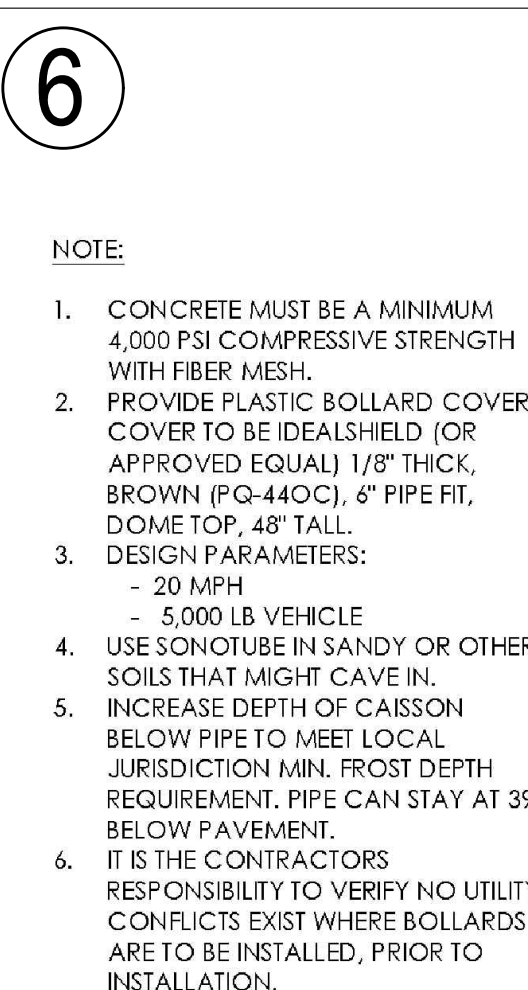 6
NOTE:
1. CONCRETE MUST BE A MINIMUM
4,000 PSI COMPRESSIVE STRENGTH
WITH FIBER MESH.
2. PROVIDE PLASTIC BOLLARD COVER
COVER TO BE IDEALSHIELD (OR
APPROVED EQUAL) 1/8" THICK,
BROWN (PQ-44OC), 6" PIPE FIT,
DOME TOP, 48" TALL.
3. DESIGN PARAMETERS:
- 20 MPH
- 5,000 LB VEHICLE
4. USE SONOTUBE IN SANDY OR OTHER
SOILS THAT MIGHT CAVE IN.
5. INCREASE DEPTH OF CAISSON
BELOW PIPE TO MEET LOCAL
JURISDICTION MIN. FROST DEPTH
REQUIREMENT. PIPE CAN STAY AT 39
BELOW PAVEMENT.
6. IT IS THE CONTRACTORS
RESPONSIBILITY TO VERIFY NO UTILITY
CONFLICTS EXIST WHERE BOLLARDS
ARE TO BE INSTALLED, PRIOR TO
INSTALLATION.